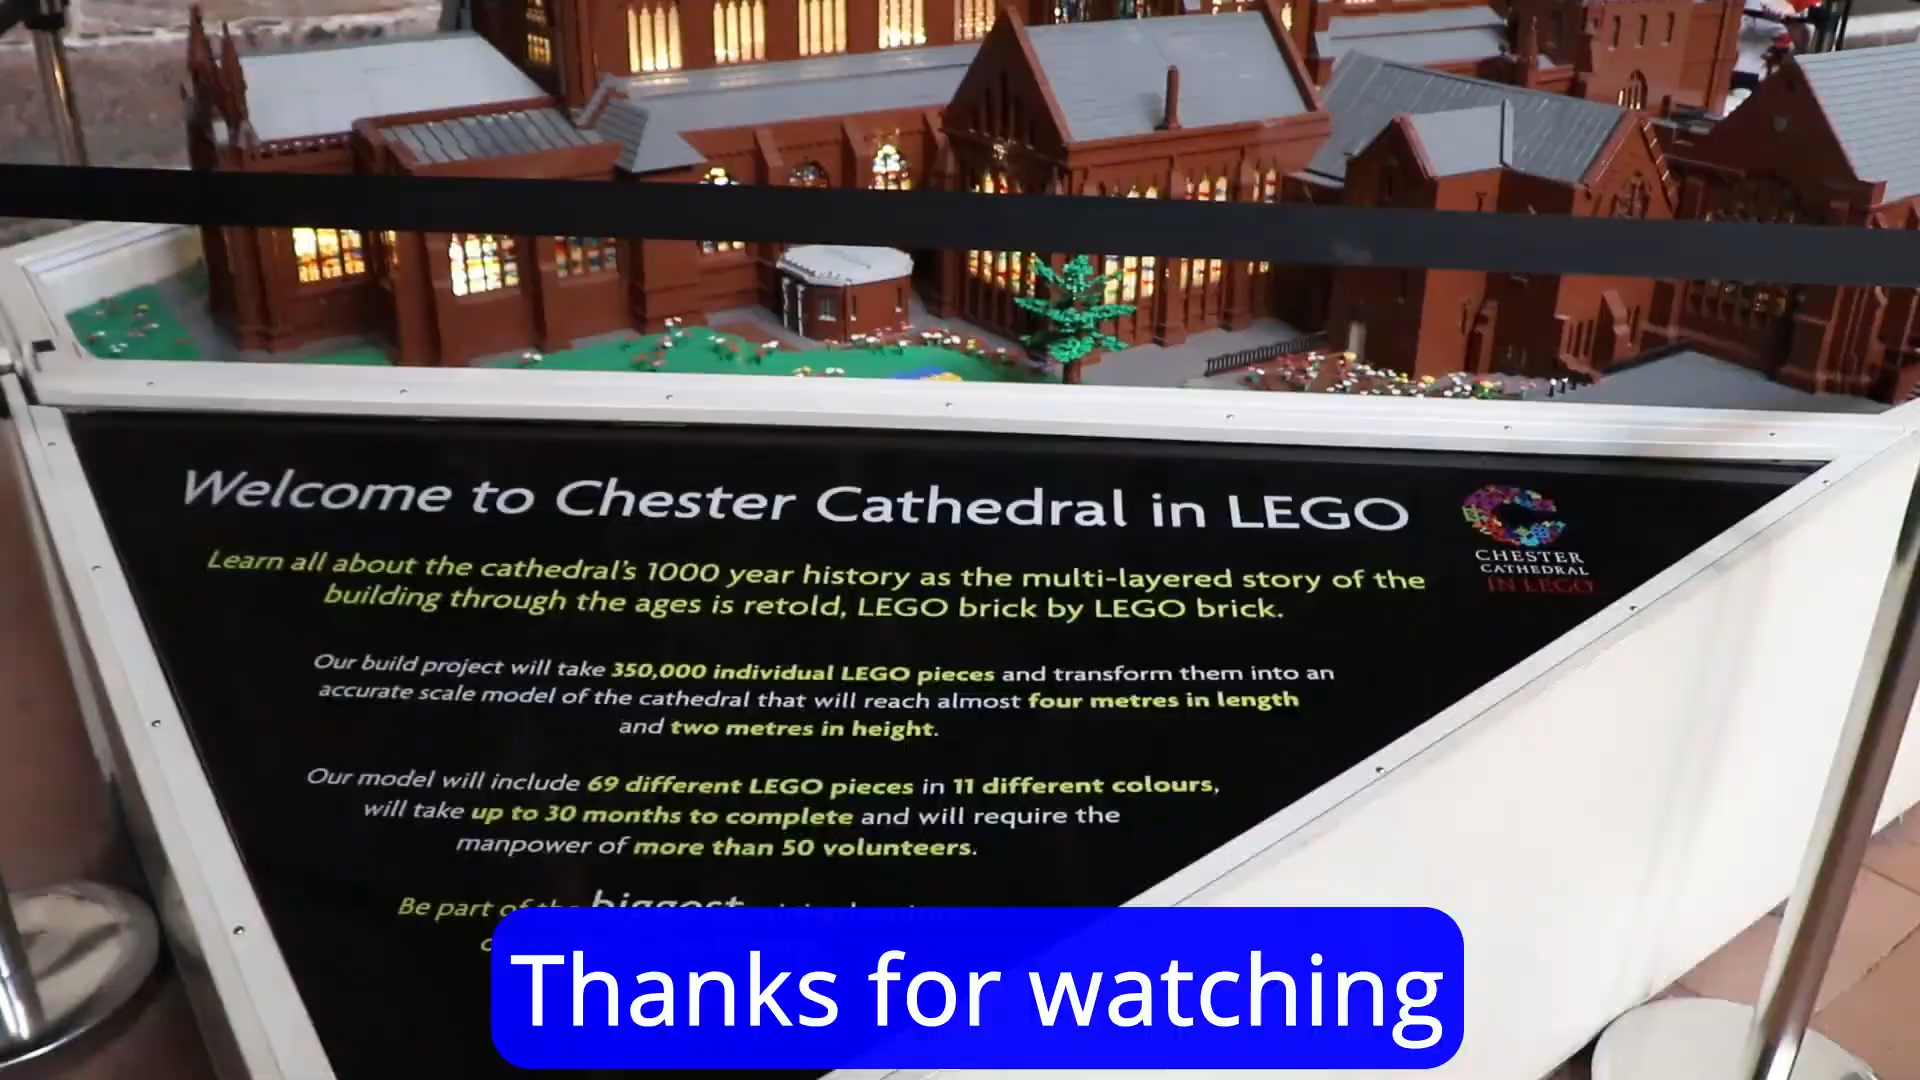 Welcome to Chester Cathedral in LEGO
CHESTER
CATHEDRAL
IN LEGO
Learn all about the cathedral's 1000 year history as the multi-layered story of the
building through the ages is retold, LEGO brick by LEGO brick.
Our build project will take 350,000 individual LEGO pieces and transform them into an
accurate scale model of the cathedral that will reach almost four metres in length
and two metres in height.
Our model will include 69 different LEGO pieces in 11 different colours,
will take up to 30 months to complete and will require the
manpower of more than 50 volunteers.
Be part of the biggest
Thanks for watching